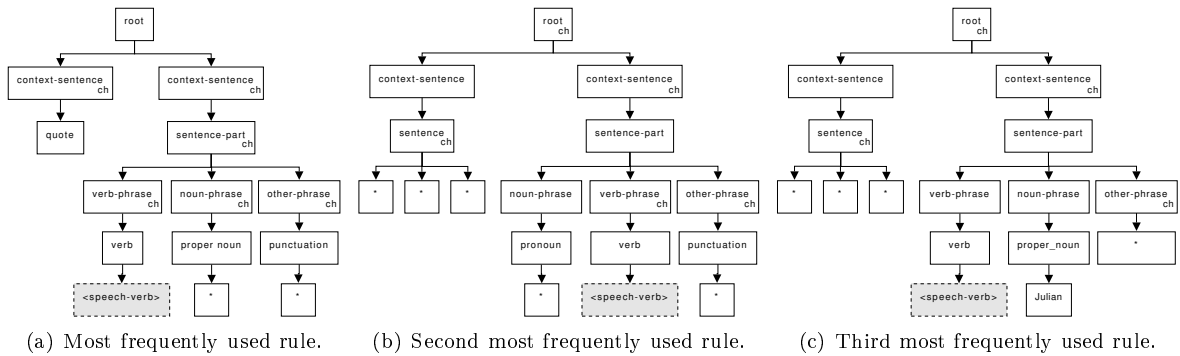 root
context-sentence
ch
context-sentence
ch
quote
sentence-part
ch
verb-phrase
ch
noun-phrase
ch
other-phrase
ch
verb
proper noun
punctuation
<speech-verb>
*
*
(a) Most frequently used rule.
root
ch
context-sentence
context-sentence
ch
sentence
ch
sentence-part
*
*
*
noun-phrase
verb-phrase
ch
other-phrase
ch
pronoun
verb
punctuation
*
<speech-verb>
*
(b) Second most frequently used rule.
root
ch
context-sentence
context-sentence
ch
sentence
ch
sentence-part
*
*
*
verb-phrase
noun-phrase
other-phrase
ch
verb
proper_noun
*
<speech-verb>
Julian
(c) Third most frequently used rule.